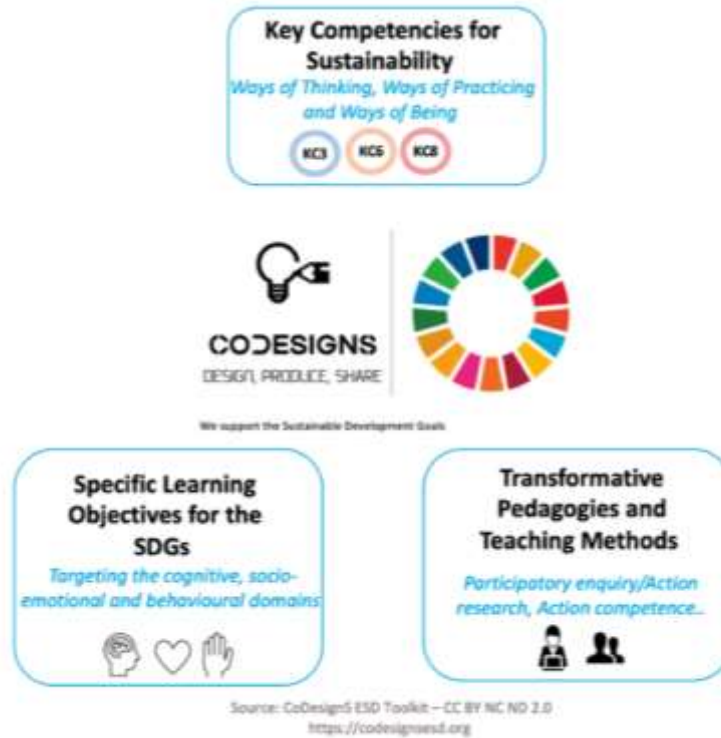 Key Competencies for
Sustainability
Ways of Thinking, Ways of Practicing
and Ways of Being
KC3 KC6 KC8
CODESIGNS
DESIGN, PRODUCE, SHARE
We support the Sustainable Development Goals
Specific Learning
Objectives for the
SDGs
Targeting the cognitive, socio-
emotional and behavioural domains
Transformative
Pedagogies and
Teaching Methods
Participatory enquiry/Action
research, Action competence..
Source: CoDesignS ESD Toolkit – CC BY NC ND 2.0
https://codesignsesd.org